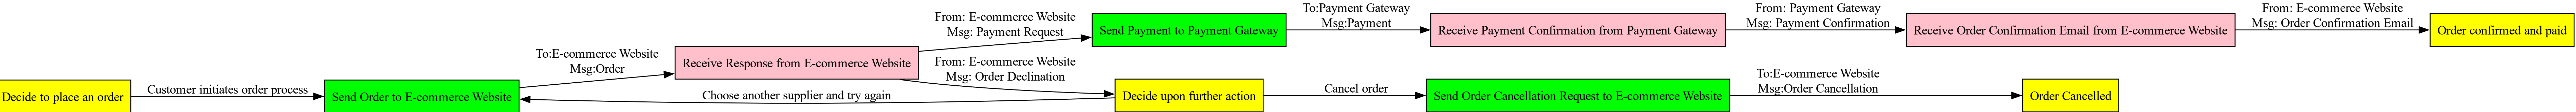 Decide to place an order
Customer initiates order process
Send Order to E-commerce Website
To:E-commerce Website
Msg:Order
Receive Response from E-commerce Website
From: E-commerce Website
Msg: Payment Request
Send Payment to Payment Gateway
To:Payment Gateway
Msg:Payment
Receive Payment Confirmation from Payment Gateway
From: Payment Gateway
Msg: Payment Confirmation
Receive Order Confirmation Email from E-commerce Website
From: E-commerce Website
Msg: Order Confirmation Email
Order confirmed and paid
From: E-commerce Website
Msg: Order Declination
Choose another supplier and try again
Decide upon further action
Cancel order
Send Order Cancellation Request to E-commerce Website
To:E-commerce Website
Msg:Order Cancellation
Order Cancelled